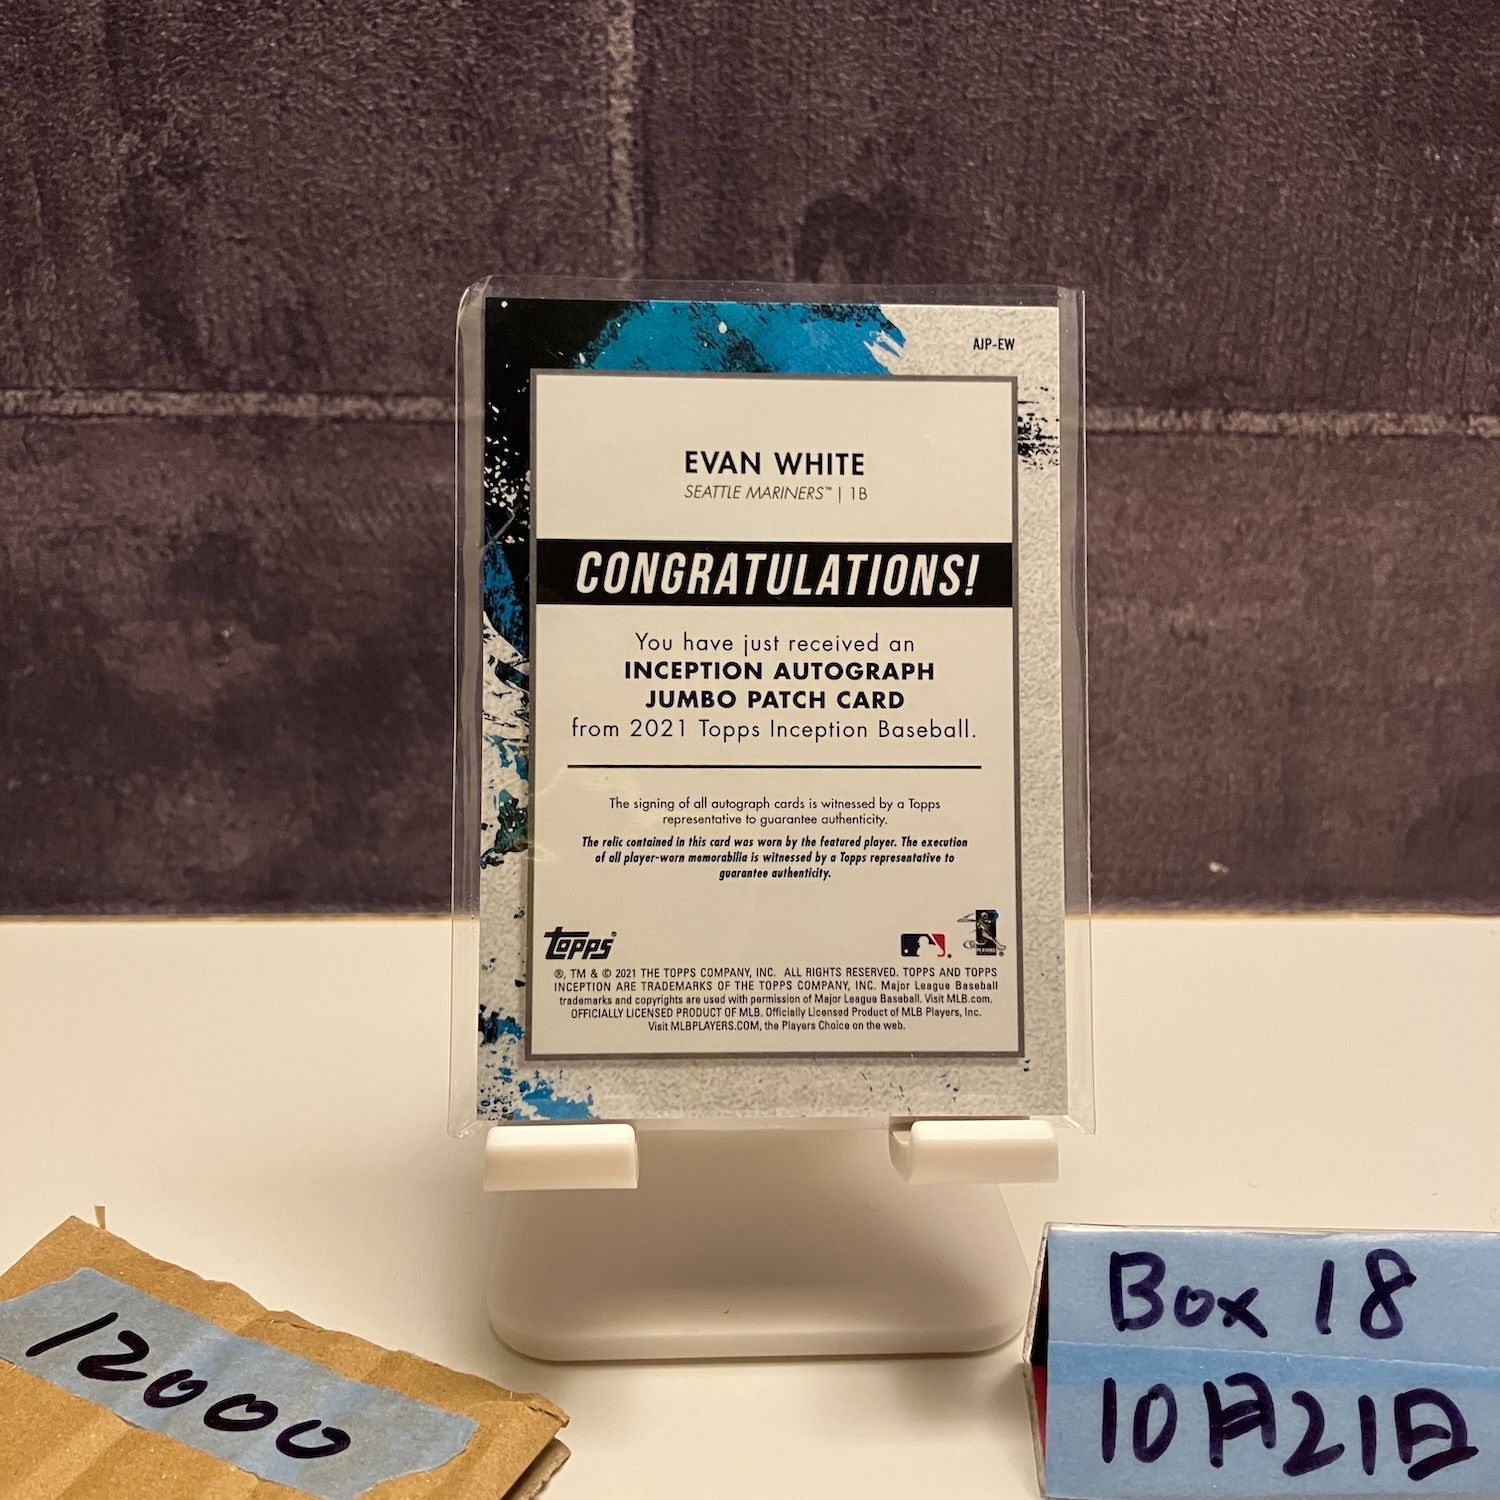 AJP-EW
EVAN WHITE
SEATTLE MARINERS™ | 1B
CONGRATULATIONS!
You have just received an
INCEPTION AUTOGRAPH
JUMBO PATCH CARD
from 2021 Topps Inception Baseball.
The signing of all autograph cards is witnessed by a Topps
representative to guarantee authenticity.
The relic contained in this card was worn by the featured player. The execution
of all player-worn memorabilia is witnessed by a Topps representative to
guarantee authenticity.
topps®
®, TM & © 2021 THE TOPPS COMPANY, INC. ALL RIGHTS RESERVED. TOPPS AND TOPPS
INCEPTION ARE TRADEMARKS OF THE TOPPS COMPANY, INC. Major League Baseball
trademarks and copyrights are used with permission of Major League Baseball. Visit MLB.com.
OFFICIALLY LICENSED PRODUCT OF MLB. Officially Licensed Product of MLB Players, Inc.
Visit MLBPLAYERS.COM, the Players Choice on the web.
12000
Box 18
10月21日